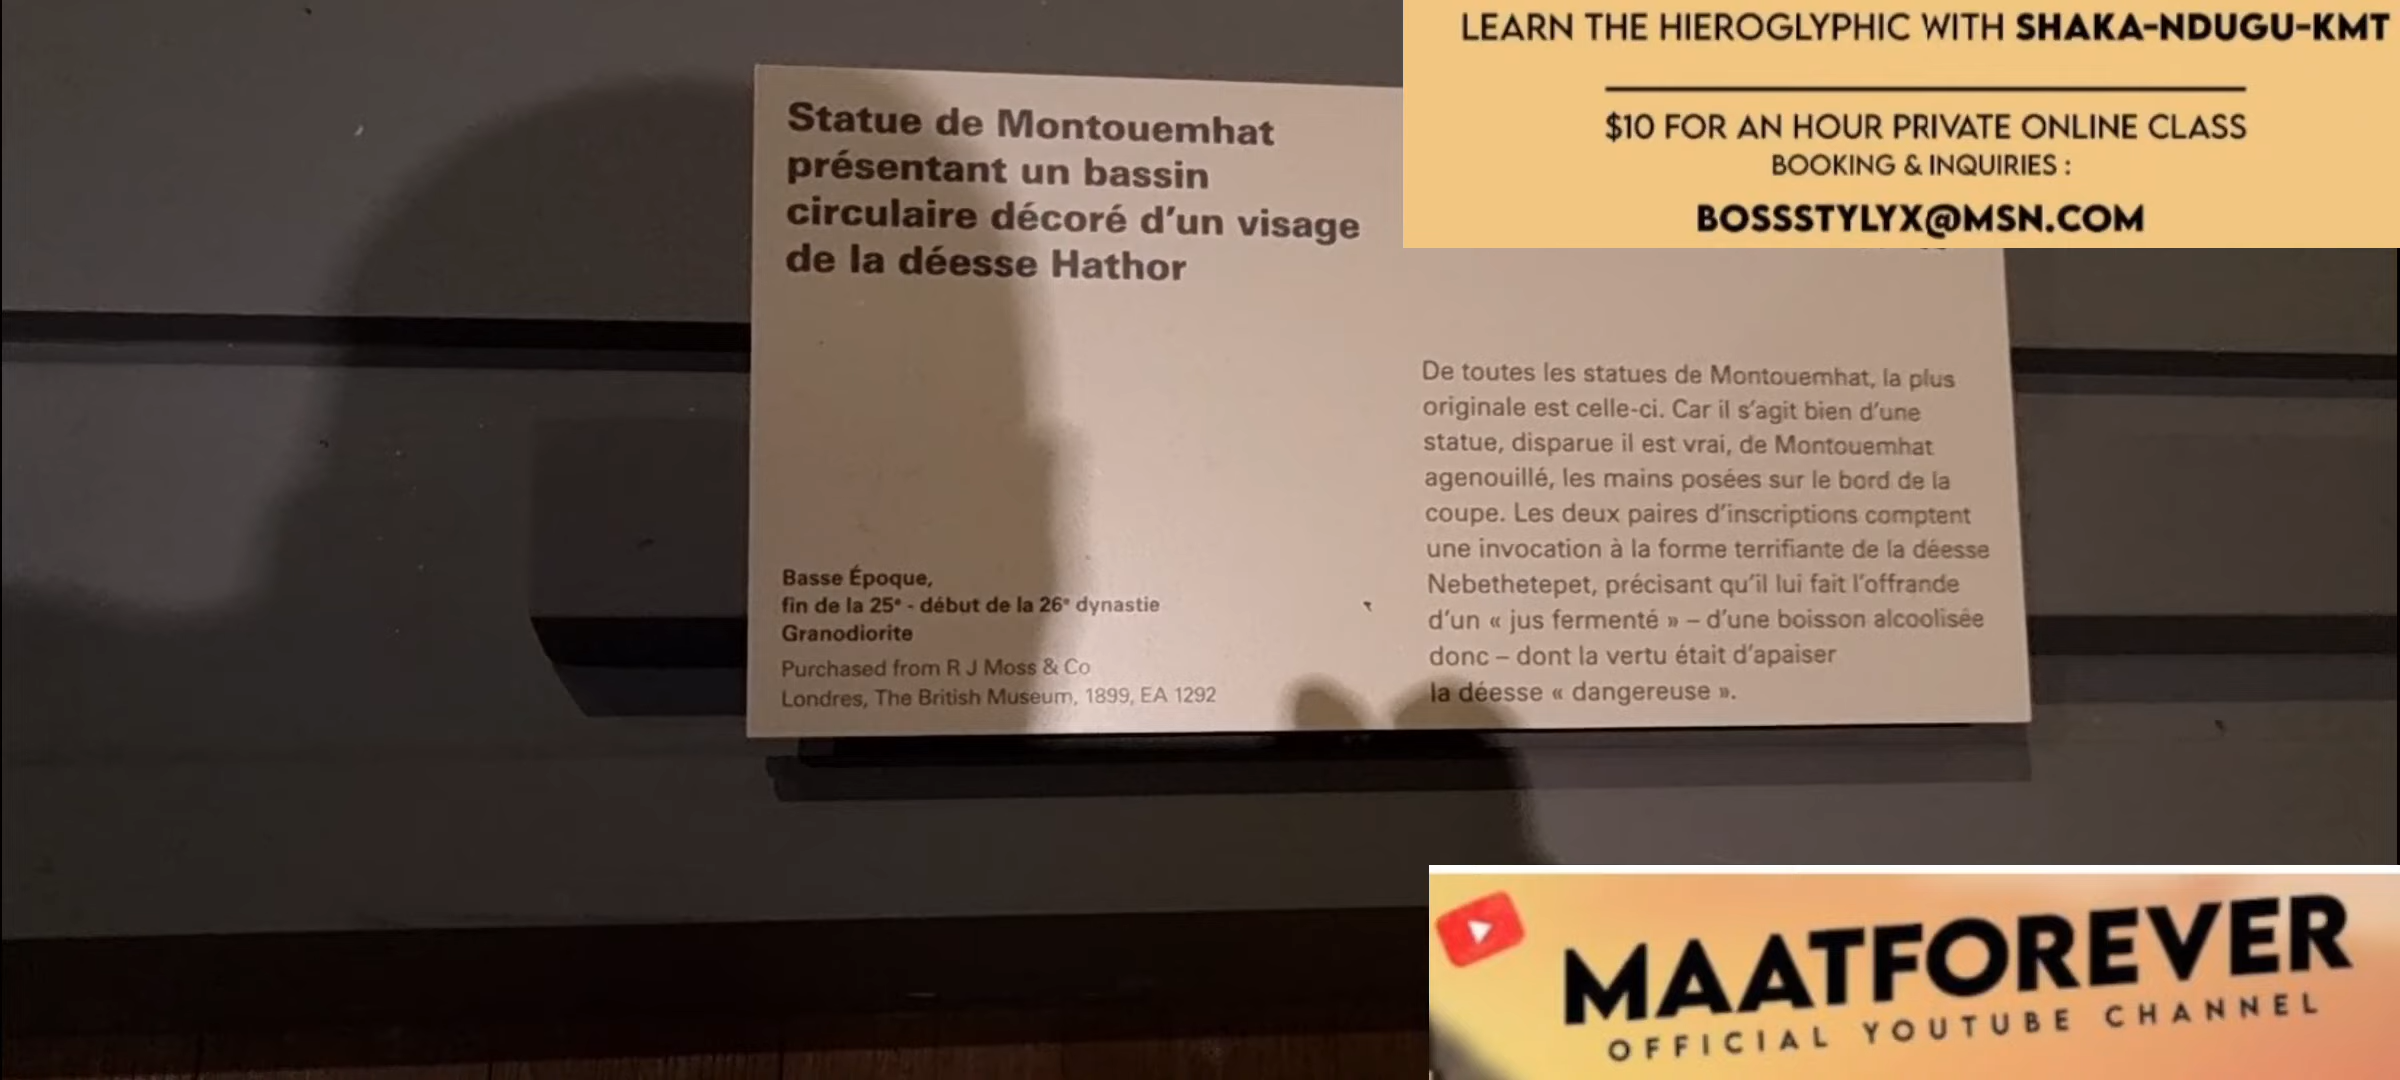 LEARN THE HIEROGLYPHIC WITH SHAKA-NDUGU-KMT
$10 FOR AN HOUR PRIVATE ONLINE CLASS
BOOKING & INQUIRIES :
BOSSSTYLYX@MSN.COM
Statue de Montouemhat
présentant un bassin
circulaire décoré d'un visage
de la déesse Hathor
Basse Époque,
fin de la 25e - début de la 26e dynastie
Granodiorite
Purchased from R J Moss & Co
Londres, The British Museum, 1899, EA 1292
De toutes les statues de Montouemhat, la plus
originale est celle-ci. Car il s'agit bien d'une
statue, disparue il est vrai, de Montouemhat
agenouillé, les mains posées sur le bord de la
coupe. Les deux paires d'inscriptions comptent
une invocation à la forme terrifiante de la déesse
Nebethetepet, précisant qu'il lui fait l'offrande
d'un « jus fermenté » – d'une boisson alcoolisée
donc – dont la vertu était d'apaiser
la déesse « dangereuse ».
MAATFOREVER
OFFICIAL YOUTUBE CHANNEL